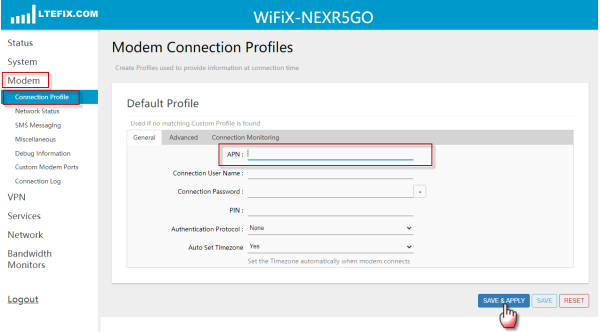 LTEFIX.COM
WiFiX-NEXR5GO
Status
System
Modem
Connection Profile
Network Status
SMS Messaging
Miscellaneous
Debug Information
Custom Modem Ports
Connection Log
VPN
Services
Network
Bandwidth
Monitors
Logout
Modem Connection Profiles
Create Profiles used to provide information at connection time
Default Profile
Used if no matching Custom Profile is found
General Advanced Connection Monitoring
APN :
Connection User Name :
Connection Password : *
PIN :
Authentication Protocol : None
Auto Set Timezone Yes
Set the Timezone automatically when modem connects
SAVE & APPLY SAVE RESET